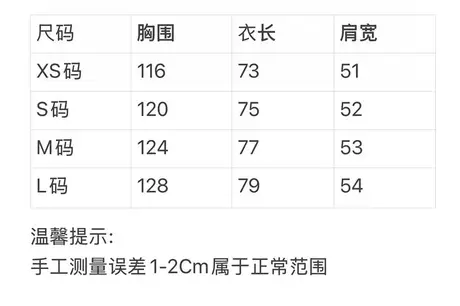 尺码 胸围 衣长 肩宽
XS码 116 73 51
S码 120 75 52
M码 124 77 53
L码 128 79 54
温馨提示:
手工测量误差1-2Cm属于正常范围